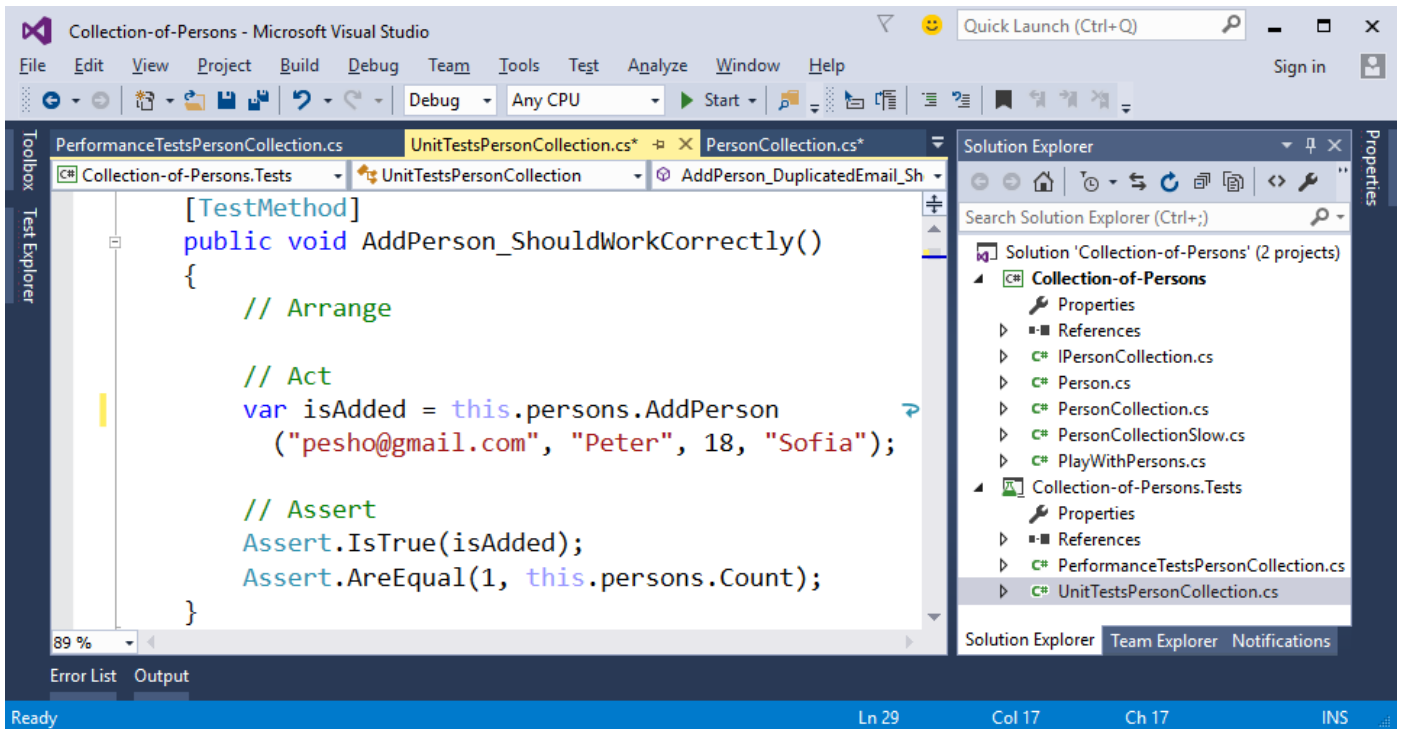 Collection-of-Persons - Microsoft Visual Studio
Quick Launch (Ctrl+Q)
File Edit View Project Build Debug Team Tools Test Analyze Window Help
Sign in
Debug
Any CPU
Start
Toolbox
Test Explorer
PerformanceTestsPersonCollection.cs
UnitTestsPersonCollection.cs*
PersonCollection.cs*
C# Collection-of-Persons.Tests
UnitTestsPersonCollection
AddPerson_DuplicatedEmail_Sh
[TestMethod]
public void AddPerson_ShouldWorkCorrectly()
{
// Arrange
// Act
var isAdded = this.persons.AddPerson
("pesho@gmail.com", "Peter", 18, "Sofia");
// Assert
Assert.IsTrue(isAdded);
Assert.AreEqual(1, this.persons.Count);
}
89 %
Solution Explorer
Search Solution Explorer (Ctrl+;)
Solution 'Collection-of-Persons' (2 projects)
C# Collection-of-Persons
Properties
References
C# IPersonCollection.cs
C# Person.cs
C# PersonCollection.cs
C# PersonCollectionSlow.cs
C# PlayWithPersons.cs
Collection-of-Persons.Tests
Properties
References
C# PerformanceTestsPersonCollection.cs
C# UnitTestsPersonCollection.cs
Solution Explorer Team Explorer Notifications
Properties
Error List Output
Ready
Ln 29
Col 17
Ch 17
INS